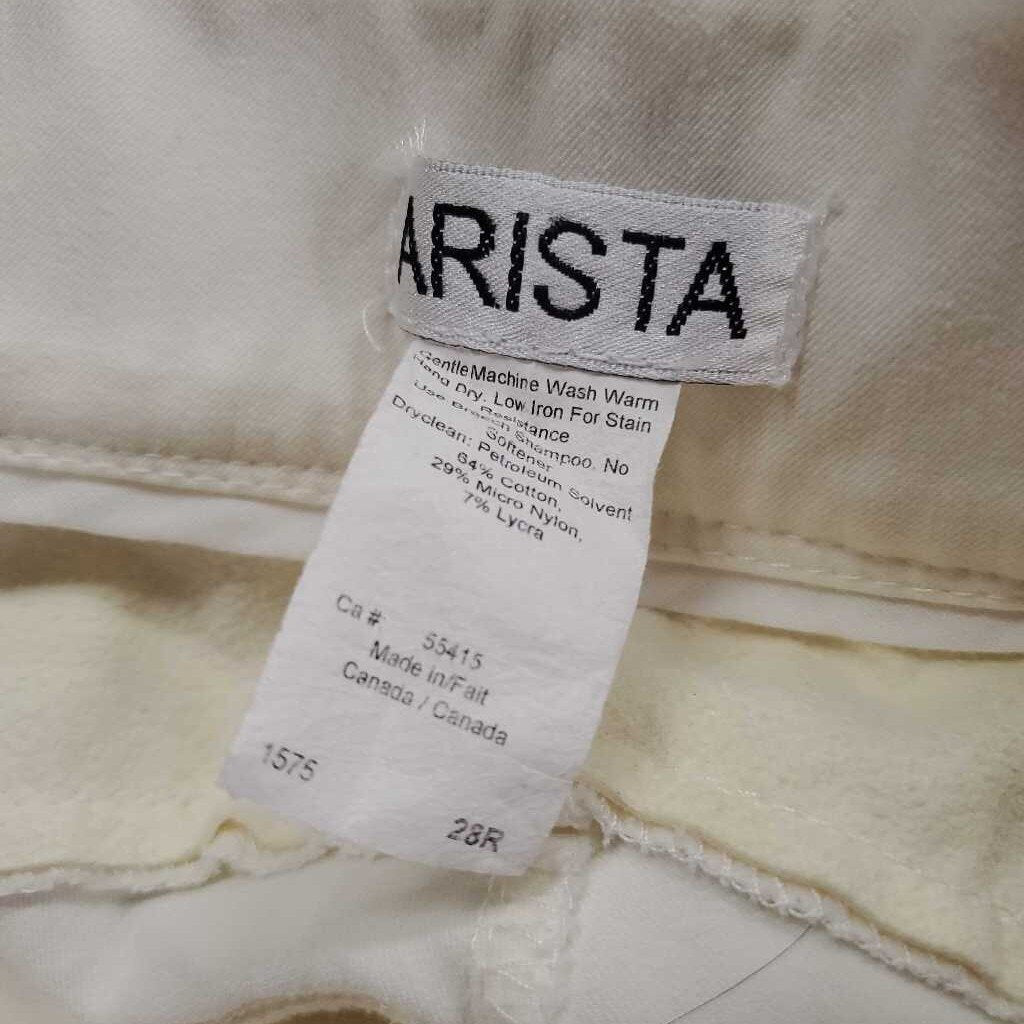 ARISTA
Gentle Machine Wash Warm
Hang Dry. Low Iron For Stain
Resistance
Use Breech Shampoo. No
Softener
Dryclean: Petroleum Solvent
64% Cotton,
29% Micro Nylon,
7% Lycra
Ca # 55415
Made in/Fait
Canada / Canada
1575
28R